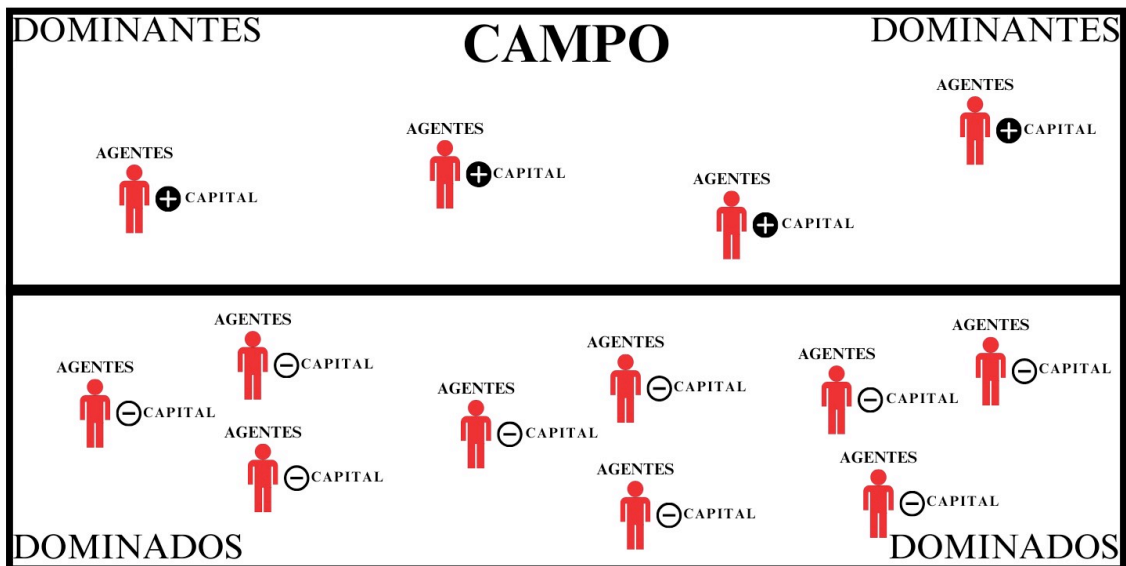 DOMINANTES
CAMPO
DOMINANTES
AGENTES
+ CAPITAL
AGENTES
+ CAPITAL
AGENTES
+ CAPITAL
AGENTES
+ CAPITAL
AGENTES
− CAPITAL
AGENTES
− CAPITAL
AGENTES
− CAPITAL
AGENTES
− CAPITAL
AGENTES
− CAPITAL
AGENTES
− CAPITAL
AGENTES
− CAPITAL
AGENTES
− CAPITAL
AGENTES
− CAPITAL
DOMINADOS
DOMINADOS